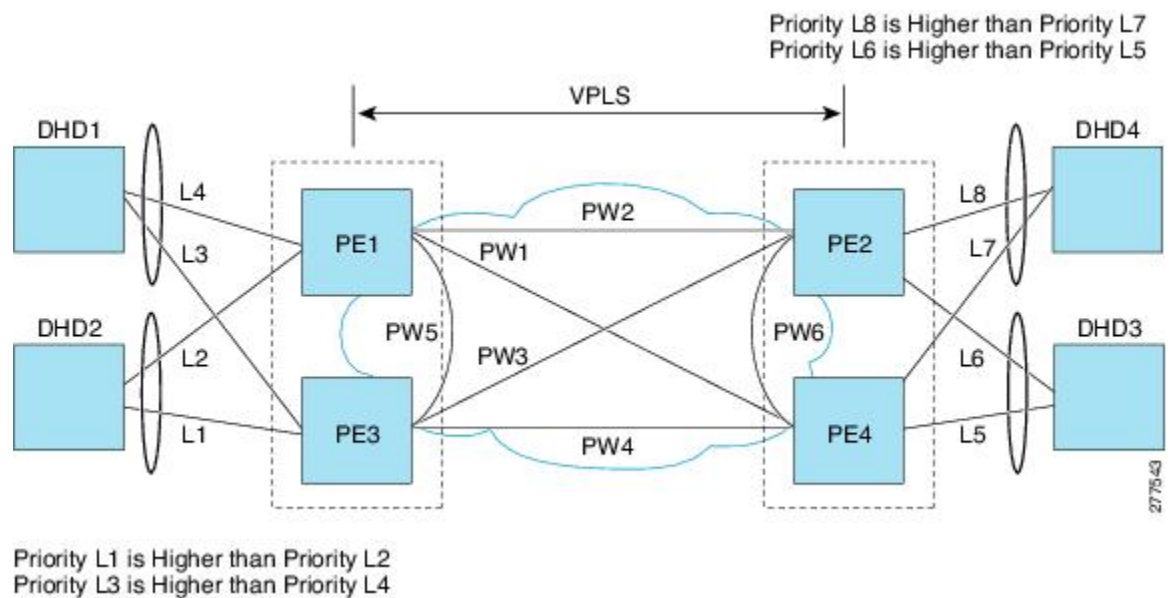 Priority L8 is Higher than Priority L7
Priority L6 is Higher than Priority L5
VPLS
DHD1
DHD4
L4
L8
PW2
PE1
PE2
L3
PW1
L7
DHD2
DHD3
PW5
PW6
L2
PW3
L6
L1
PE3
PW4
PE4
L5
277543
Priority L1 is Higher than Priority L2
Priority L3 is Higher than Priority L4